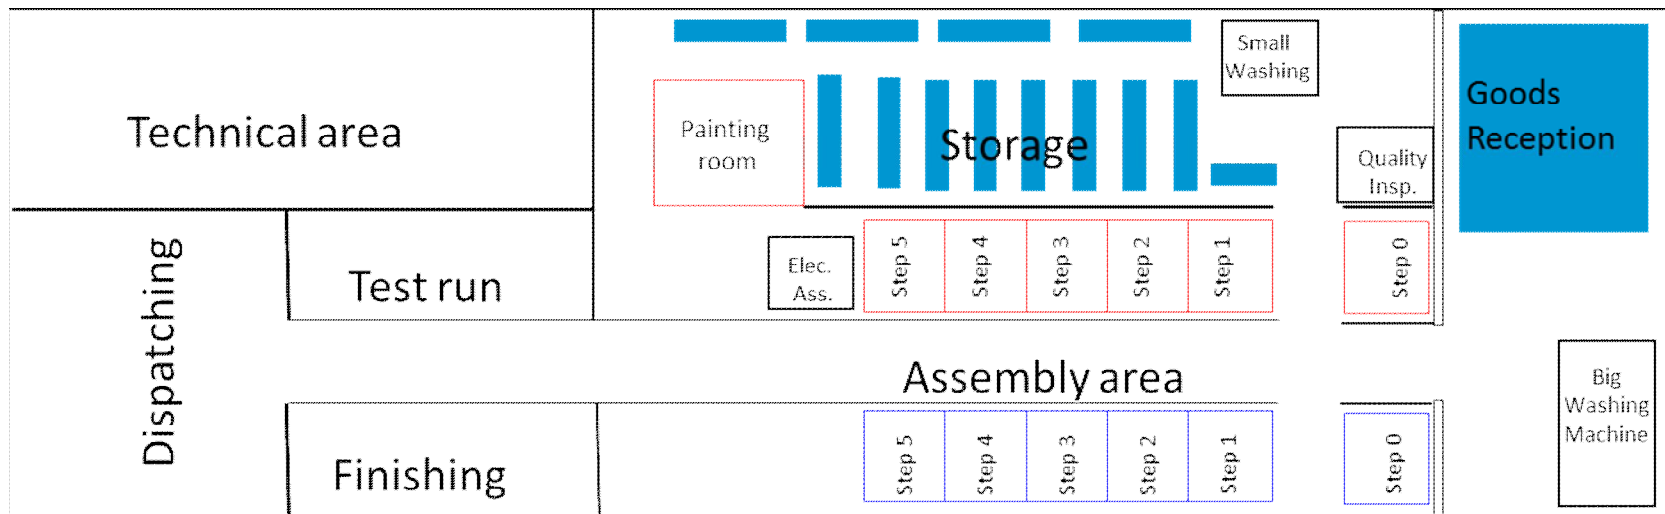 Small
Washing
Goods
Reception
Technical area
Painting
room
Storage
Quality
Insp.
Dispatching
Test run
Elec.
Ass.
Step 5
Step 4
Step 3
Step 2
Step 1
Step 0
Assembly area
Big
Washing
Machine
Finishing
Step 5
Step 4
Step 3
Step 2
Step 1
Step 0